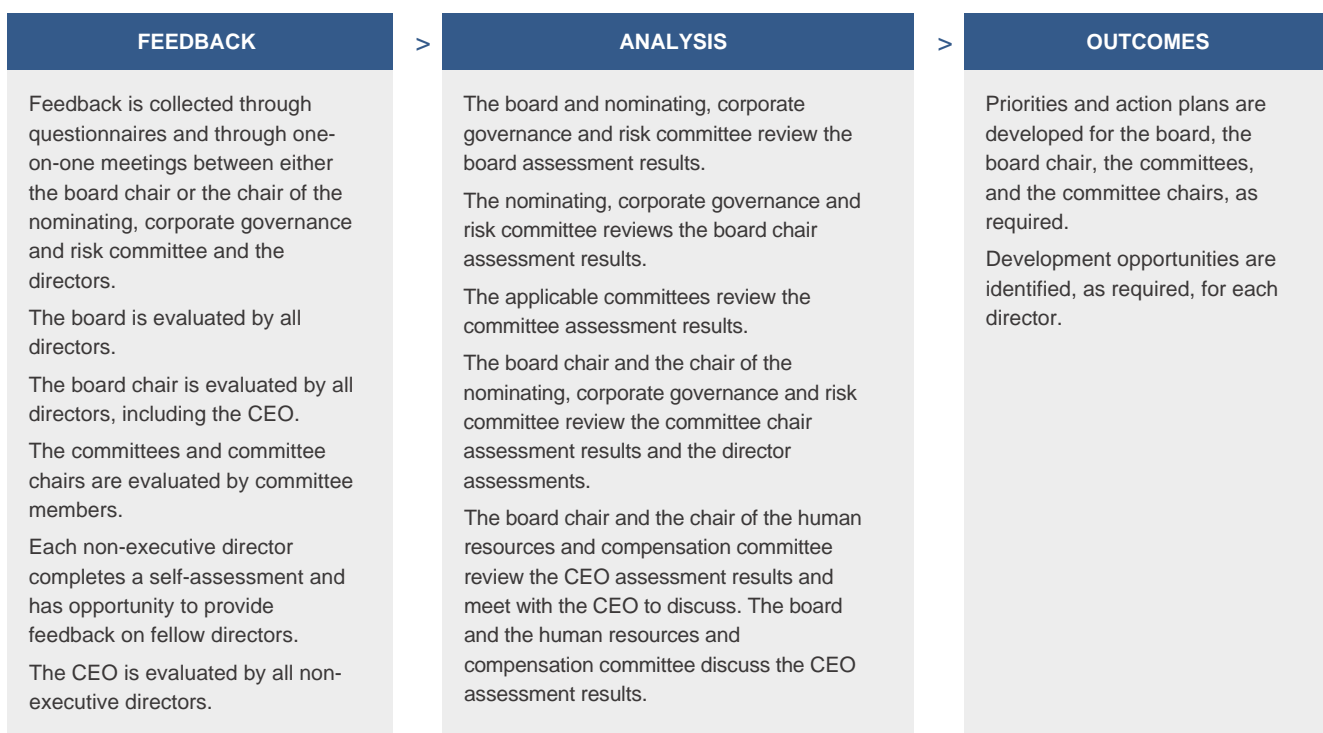 FEEDBACK
>
ANALYSIS
>
OUTCOMES
Feedback is collected through
questionnaires and through one-
on-one meetings between either
the board chair or the chair of the
nominating, corporate governance
and risk committee and the
directors.
The board is evaluated by all
directors.
The board chair is evaluated by all
directors, including the CEO.
The committees and committee
chairs are evaluated by committee
members.
Each non-executive director
completes a self-assessment and
has opportunity to provide
feedback on fellow directors.
The CEO is evaluated by all non-
executive directors.
The board and nominating, corporate
governance and risk committee review the
board assessment results.
The nominating, corporate governance and
risk committee reviews the board chair
assessment results.
The applicable committees review the
committee assessment results.
The board chair and the chair of the
nominating, corporate governance and risk
committee review the committee chair
assessment results and the director
assessments.
The board chair and the chair of the human
resources and compensation committee
review the CEO assessment results and
meet with the CEO to discuss. The board
and the human resources and
compensation committee discuss the CEO
assessment results.
Priorities and action plans are
developed for the board, the
board chair, the committees,
and the committee chairs, as
required.
Development opportunities are
identified, as required, for each
director.